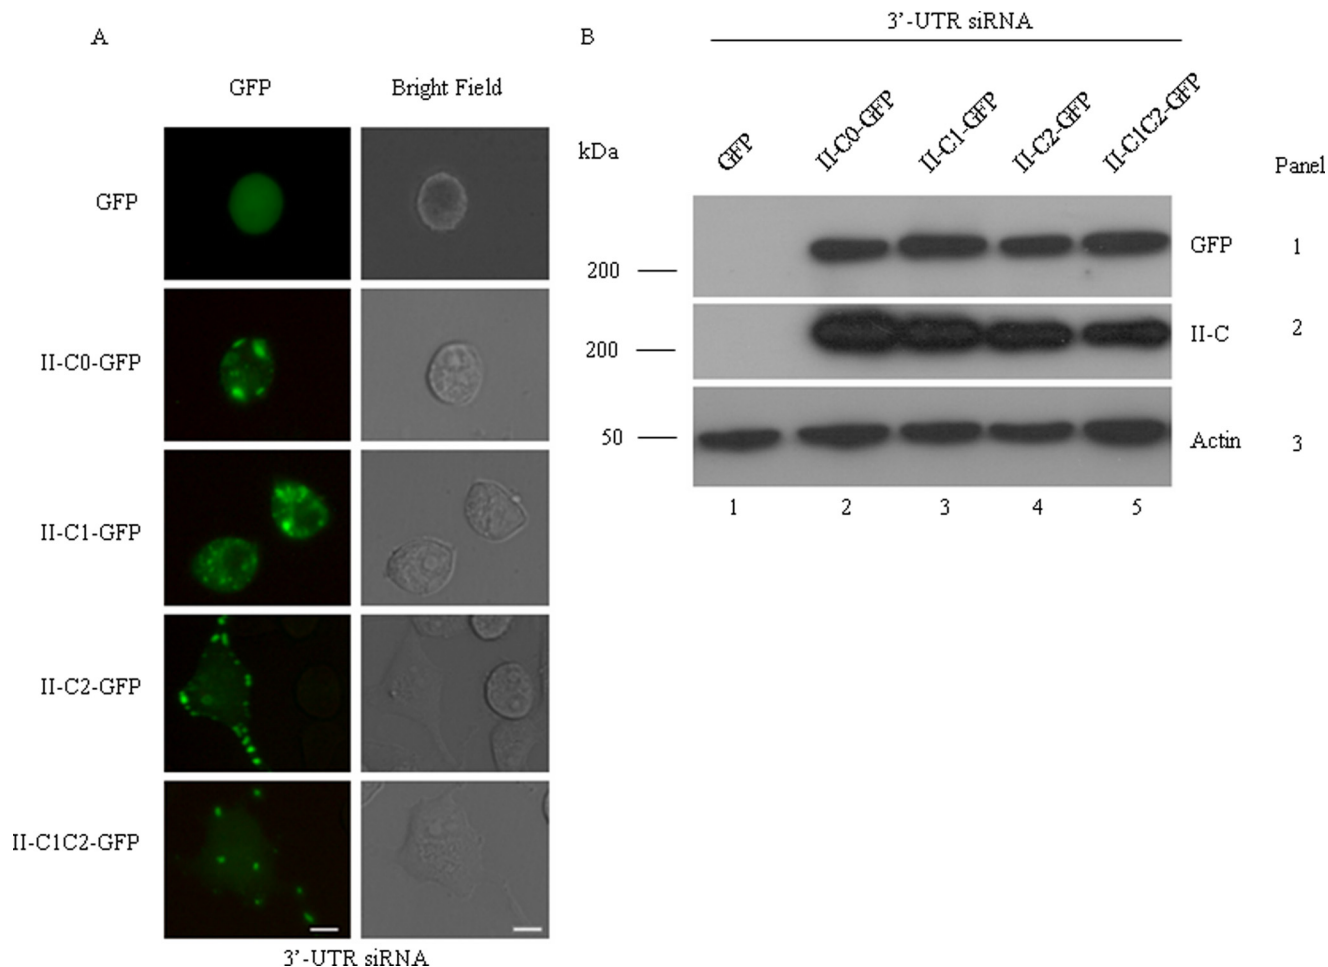 A
GFP
Bright Field
GFP
II-C0-GFP
II-C1-GFP
II-C2-GFP
II-C1C2-GFP
3’-UTR siRNA
B
3’-UTR siRNA
kDa
GFP
II-C0-GFP
II-C1-GFP
II-C2-GFP
II-C1C2-GFP
Panel
200
GFP
1
200
II-C
2
50
Actin
3
1 2 3 4 5